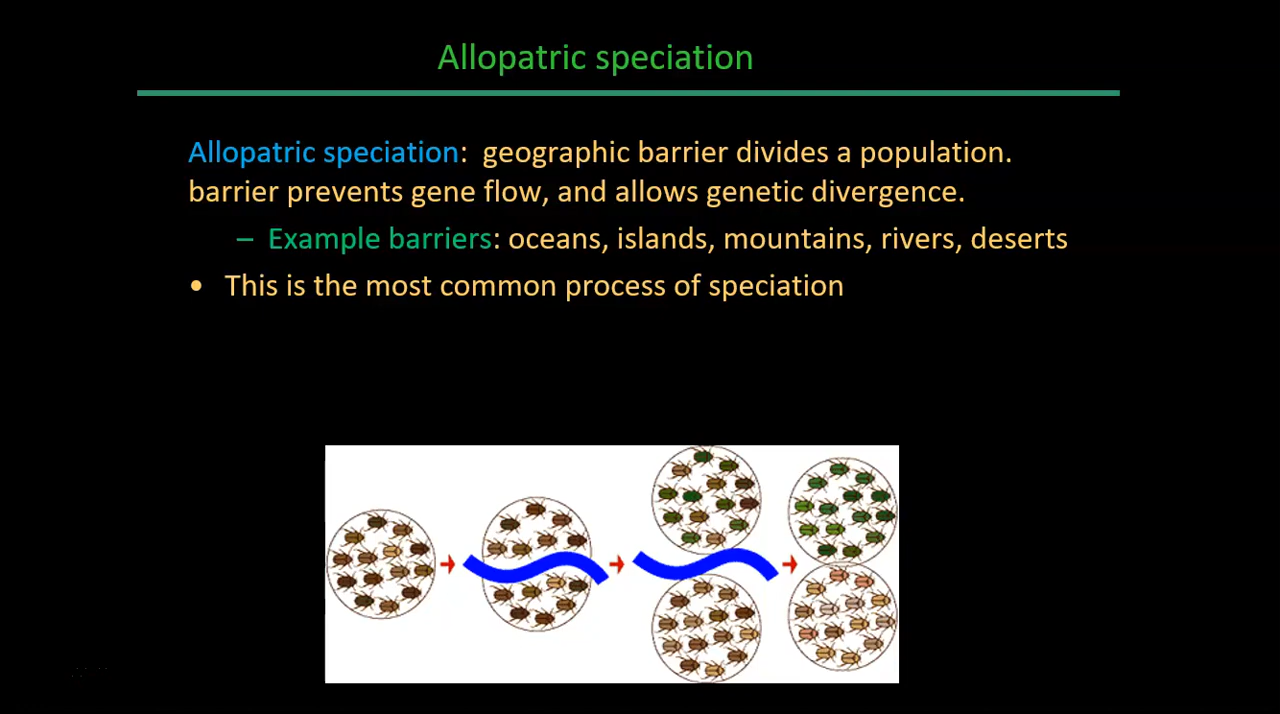 Allopatric speciation
Allopatric speciation: geographic barrier divides a population.
barrier prevents gene flow, and allows genetic divergence.
– Example barriers: oceans, islands, mountains, rivers, deserts
• This is the most common process of speciation